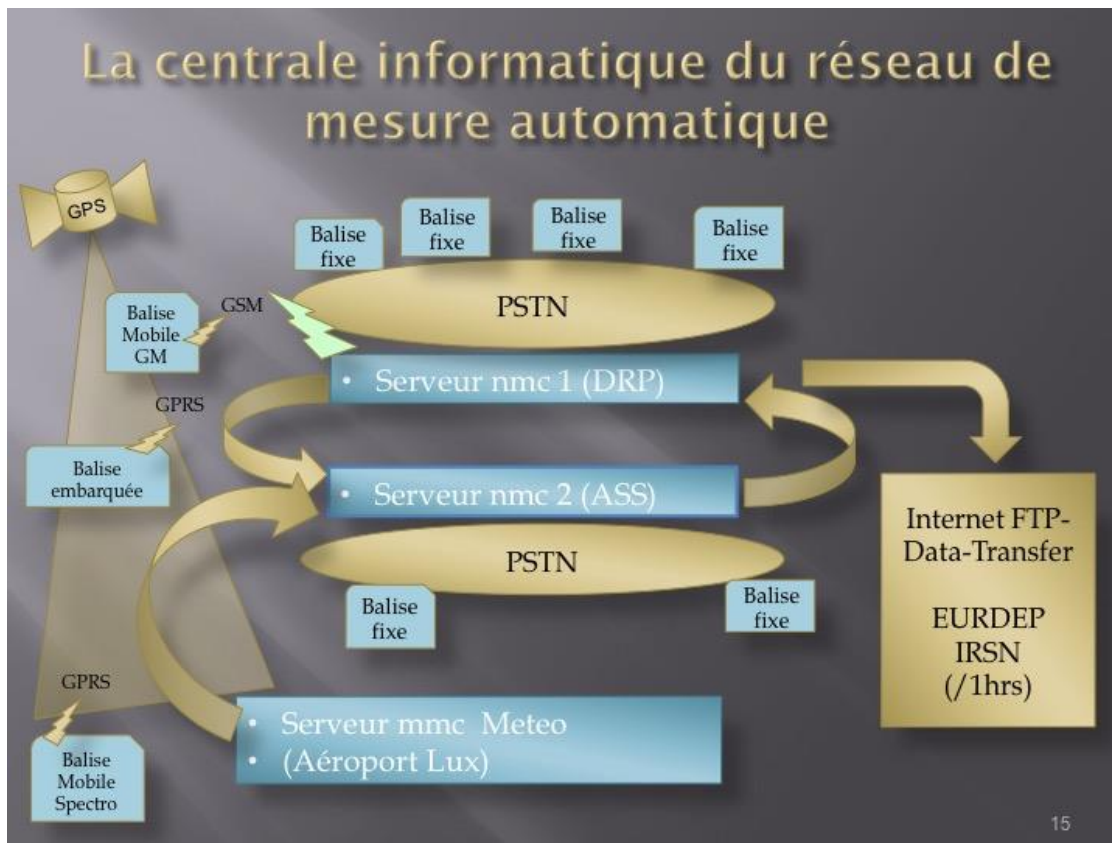 La centrale informatique du réseau de
mesure automatique
GPS
Balise
fixe
Balise
fixe
Balise
fixe
Balise
fixe
PSTN
GSM
Balise
Mobile
GM
• Serveur nmc 1 (DRP)
GPRS
Balise
embarquée
• Serveur nmc 2 (ASS)
PSTN
Balise
fixe
Balise
fixe
Internet FTP-
Data-Transfer
EURDEP
IRSN
(/1hrs)
GPRS
Balise
Mobile
Spectro
• Serveur mmc Meteo
• (Aéroport Lux)
15